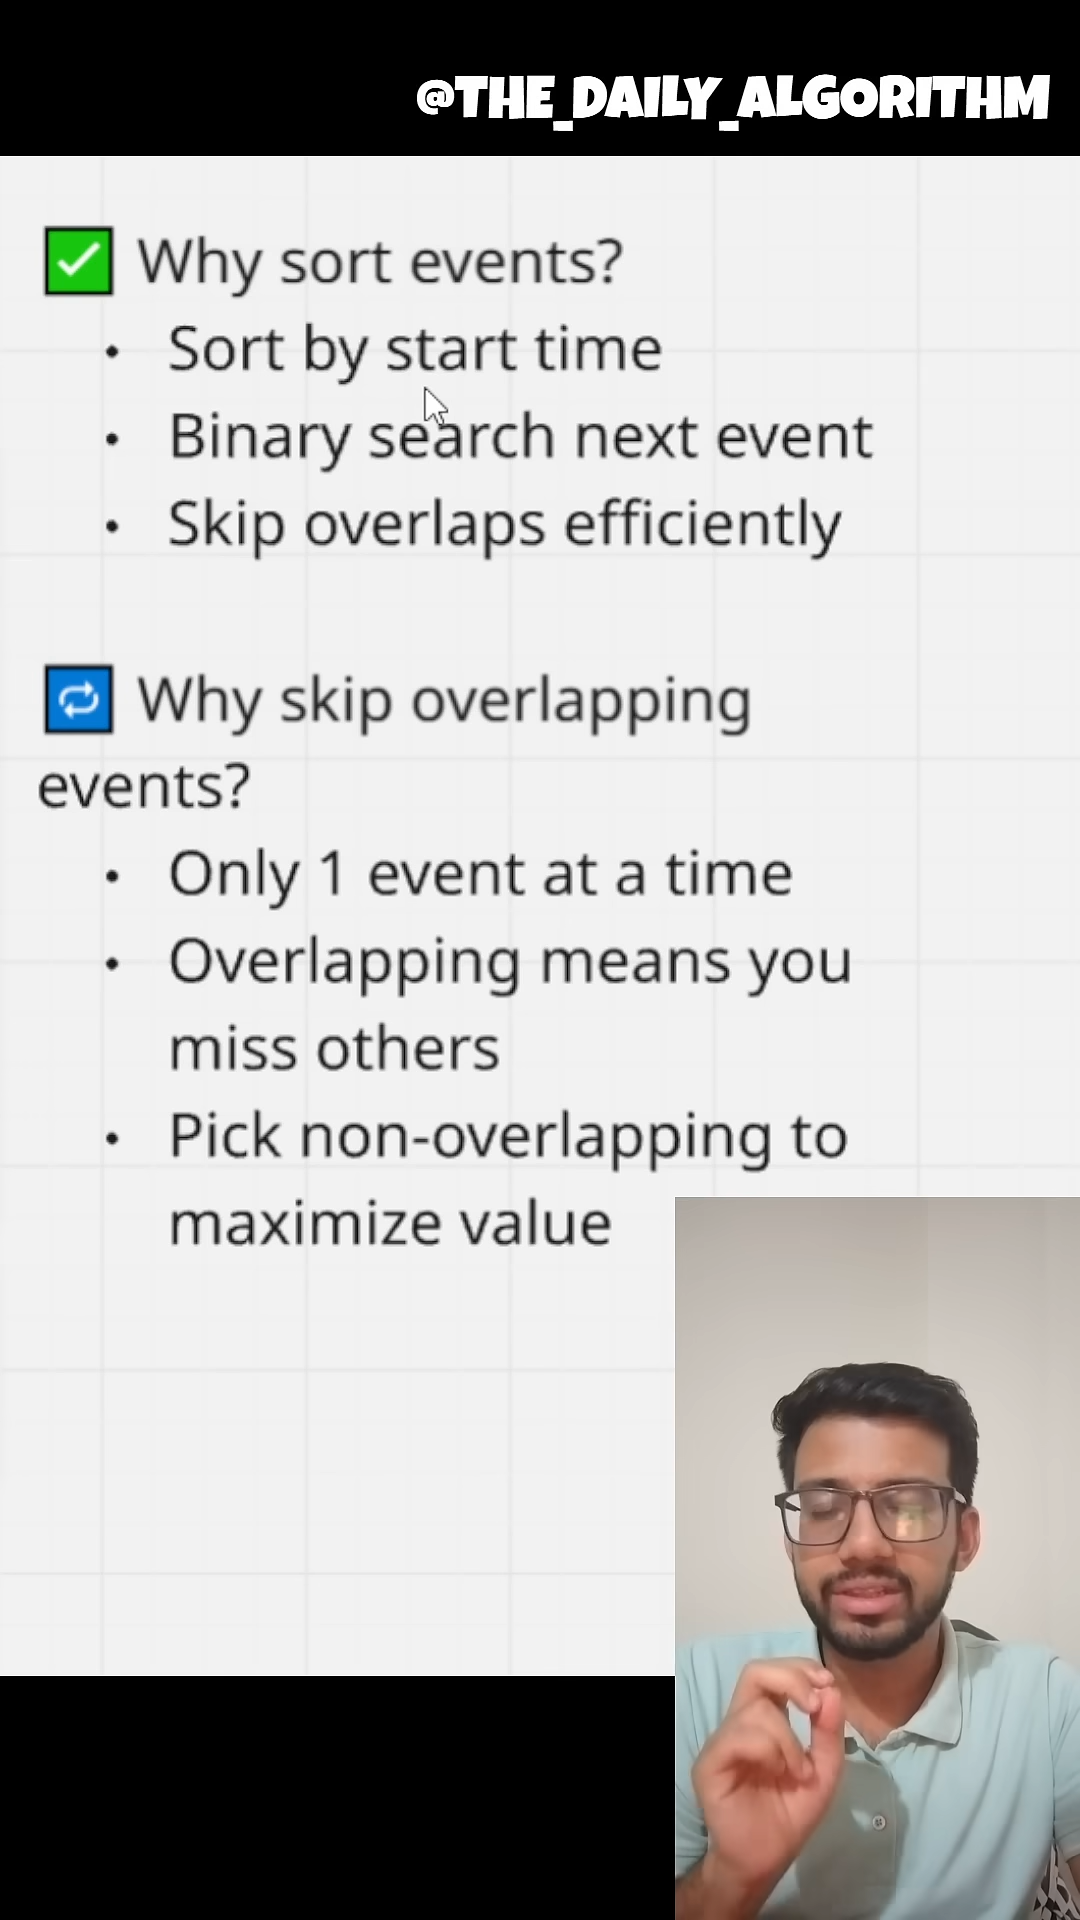 @THE_DAILY_ALGORITHM
✅ Why sort events?
• Sort by start time
• Binary search next event
• Skip overlaps efficiently
🔁 Why skip overlapping
events?
• Only 1 event at a time
• Overlapping means you
miss others
• Pick non-overlapping to
maximize value